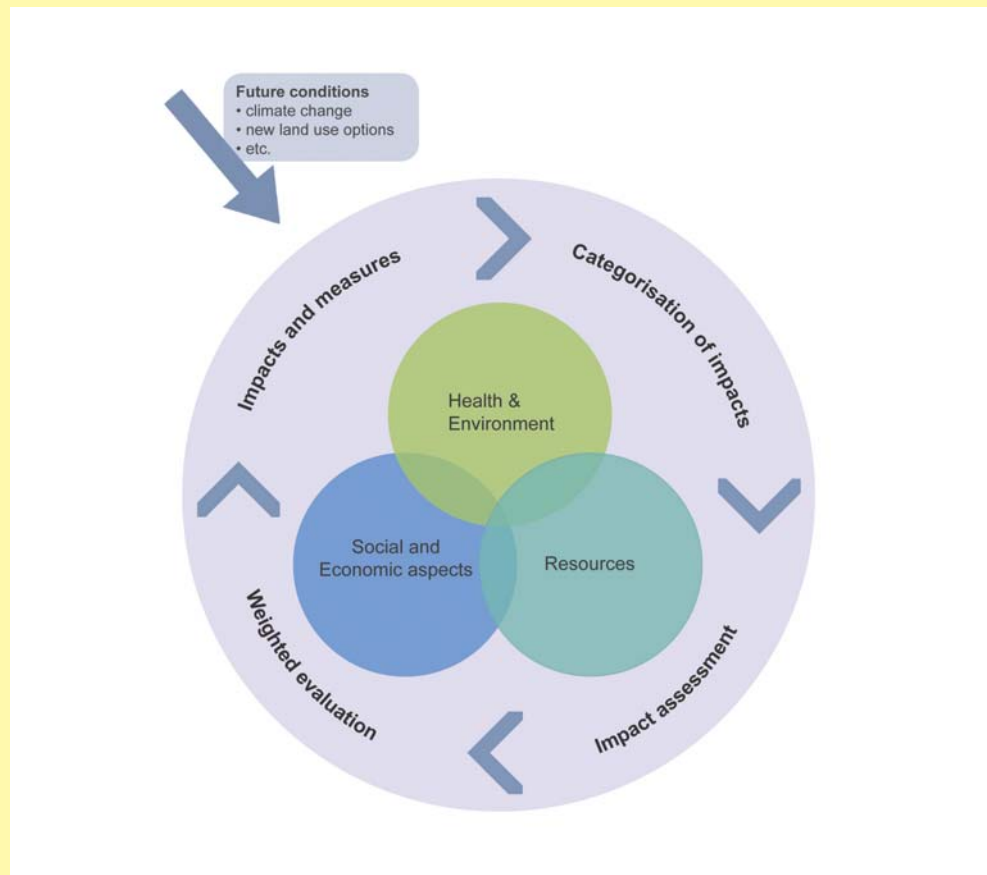 Future conditions
• climate change
• new land use options
• etc.
Impacts and measures
Categorisation of impacts
Health &
Environment
Social and
Economic aspects
Resources
Weighted evaluation
Impact assessment